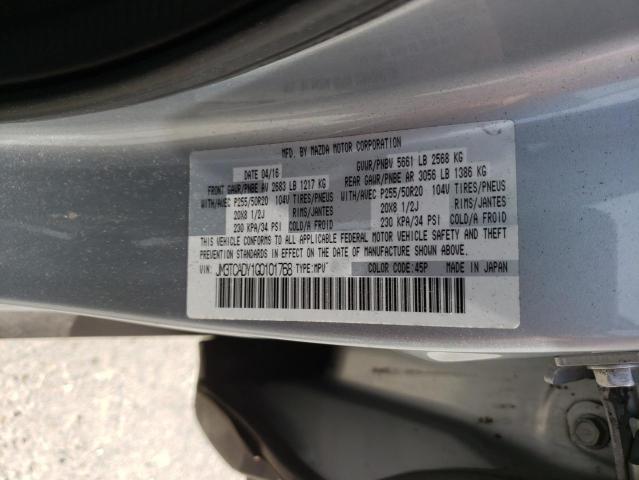 MFD. BY MAZDA MOTOR CORPORATION
DATE 04/16 GVWR/PNBV 5661 LB 2568 KG
FRONT GAWR/PNBE AV 2683 LB 1217 KG REAR GAWR/PNBE AR 3056 LB 1386 KG
WITH/AVEC P255/50R20 104V TIRES/PNEUS WITH/AVEC P255/50R20 104V TIRES/PNEUS
20X8 1/2J RIMS/JANTES 20X8 1/2J RIMS/JANTES
230 KPA/34 PSI COLD/A FROID 230 KPA/34 PSI COLD/A FROID
THIS VEHICLE CONFORMS TO ALL APPLICABLE FEDERAL MOTOR VEHICLE SAFETY AND THEFT
PREVENTION STANDARDS IN EFFECT ON THE DATE OF MANUFACTURE SHOWN ABOVE.
VIN: JM3TCADY1G0101768 TYPE:MPV COLOR CODE:45P MADE IN JAPAN